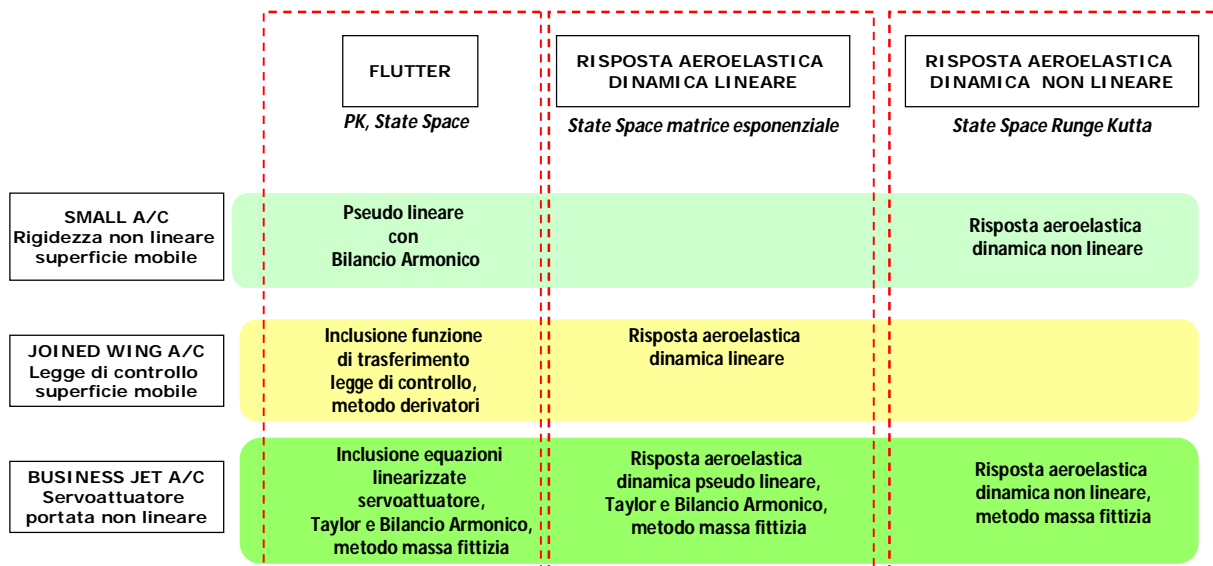 FLUTTER
PK, State Space
RISPOSTA AEROELASTICA
DINAMICA LINEARE
State Space matrice esponenziale
RISPOSTA AEROELASTICA
DINAMICA NON LINEARE
State Space Runge Kutta
SMALL A/C
Rigidezza non lineare
superficie mobile
Pseudo lineare
con
Bilancio Armonico
Risposta aeroelastica
dinamica non lineare
JOINED WING A/C
Legge di controllo
superficie mobile
Inclusione funzione
di trasferimento
legge di controllo,
metodo derivatori
Risposta aeroelastica
dinamica lineare
BUSINESS JET A/C
Servoattuatore
portata non lineare
Inclusione equazioni
linearizzate
servoattuatore,
Taylor e Bilancio Armonico,
metodo massa fittizia
Risposta aeroelastica
dinamica pseudo lineare,
Taylor e Bilancio Armonico,
metodo massa fittizia
Risposta aeroelastica
dinamica non lineare,
metodo massa fittizia